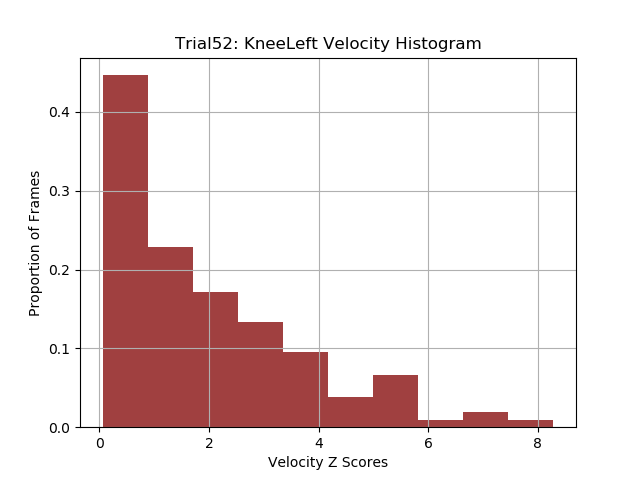 Trial52: KneeLeft Velocity Histogram
0.4
0.3
0.2
0.1
0.0
Proportion of Frames
0 2 4 6 8
Velocity Z Scores